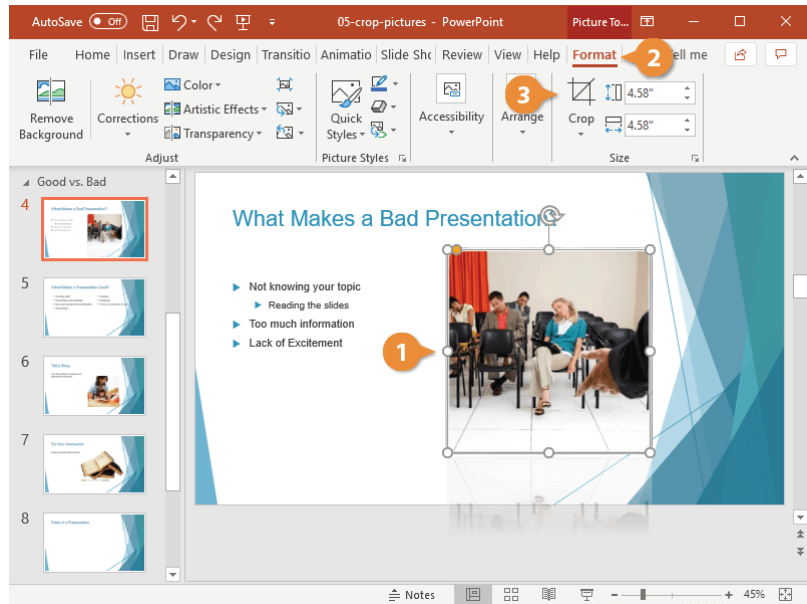 AutoSave Off 05-crop-pictures - PowerPoint Picture To...
File Home Insert Draw Design Transitio Animatio Slide Shc Review View Help Format 2 ell me
Remove Background
Corrections
Color
Artistic Effects
Transparency
Adjust
Quick Styles
Picture Styles
Accessibility
Arrange
3
Crop
4.58"
4.58"
Size
Good vs. Bad
4
5
6
7
8
What Makes a Bad Presentation?
Not knowing your topic
Reading the slides
Too much information
Lack of Excitement
1
Notes 45%